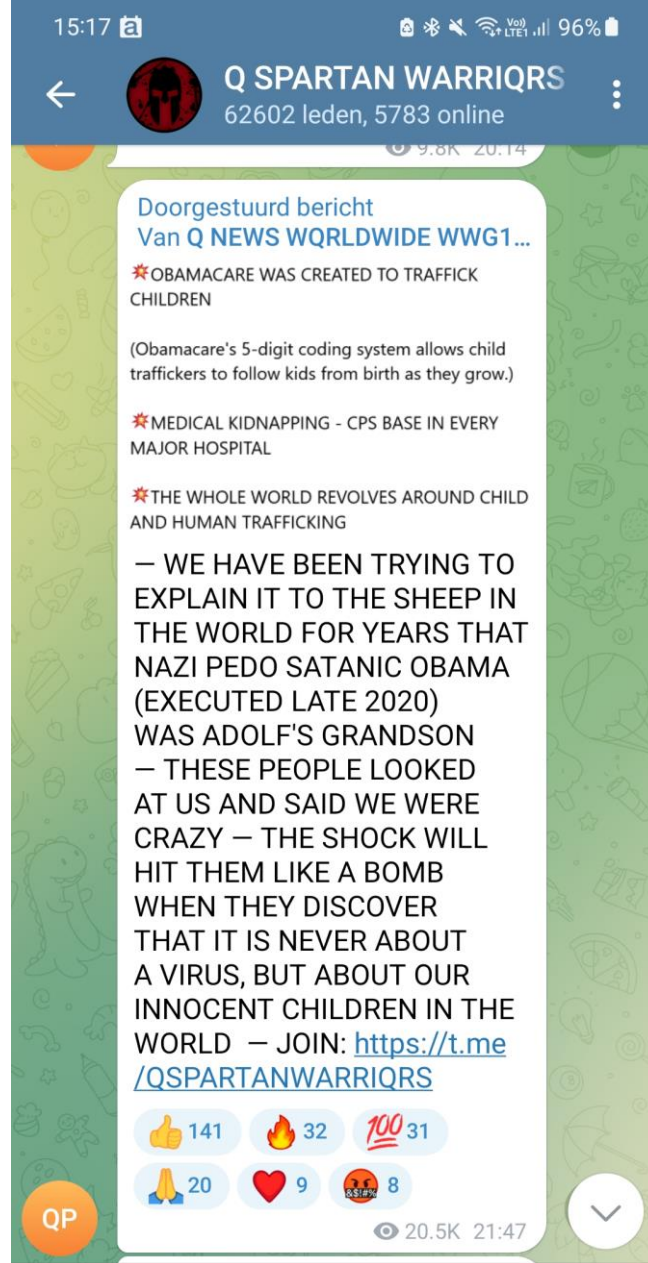 15:17 a
Vo)) LTE1 96%
Q SPARTAN WARRIQRS
62602 leden, 5783 online
9.8K 20:14
Doorgestuurd bericht
Van Q NEWS WQRLDWIDE WWG1...
💥OBAMACARE WAS CREATED TO TRAFFICK
CHILDREN
(Obamacare's 5-digit coding system allows child
traffickers to follow kids from birth as they grow.)
💥MEDICAL KIDNAPPING - CPS BASE IN EVERY
MAJOR HOSPITAL
💥THE WHOLE WORLD REVOLVES AROUND CHILD
AND HUMAN TRAFFICKING
— WE HAVE BEEN TRYING TO
EXPLAIN IT TO THE SHEEP IN
THE WORLD FOR YEARS THAT
NAZI PEDO SATANIC OBAMA
(EXECUTED LATE 2020)
WAS ADOLF'S GRANDSON
— THESE PEOPLE LOOKED
AT US AND SAID WE WERE
CRAZY — THE SHOCK WILL
HIT THEM LIKE A BOMB
WHEN THEY DISCOVER
THAT IT IS NEVER ABOUT
A VIRUS, BUT ABOUT OUR
INNOCENT CHILDREN IN THE
WORLD — JOIN: https://t.me
/QSPARTANWARRIQRS
👍 141 🔥 32 💯 31
🙏 20 ❤️ 9 🤬 8
QP
20.5K 21:47